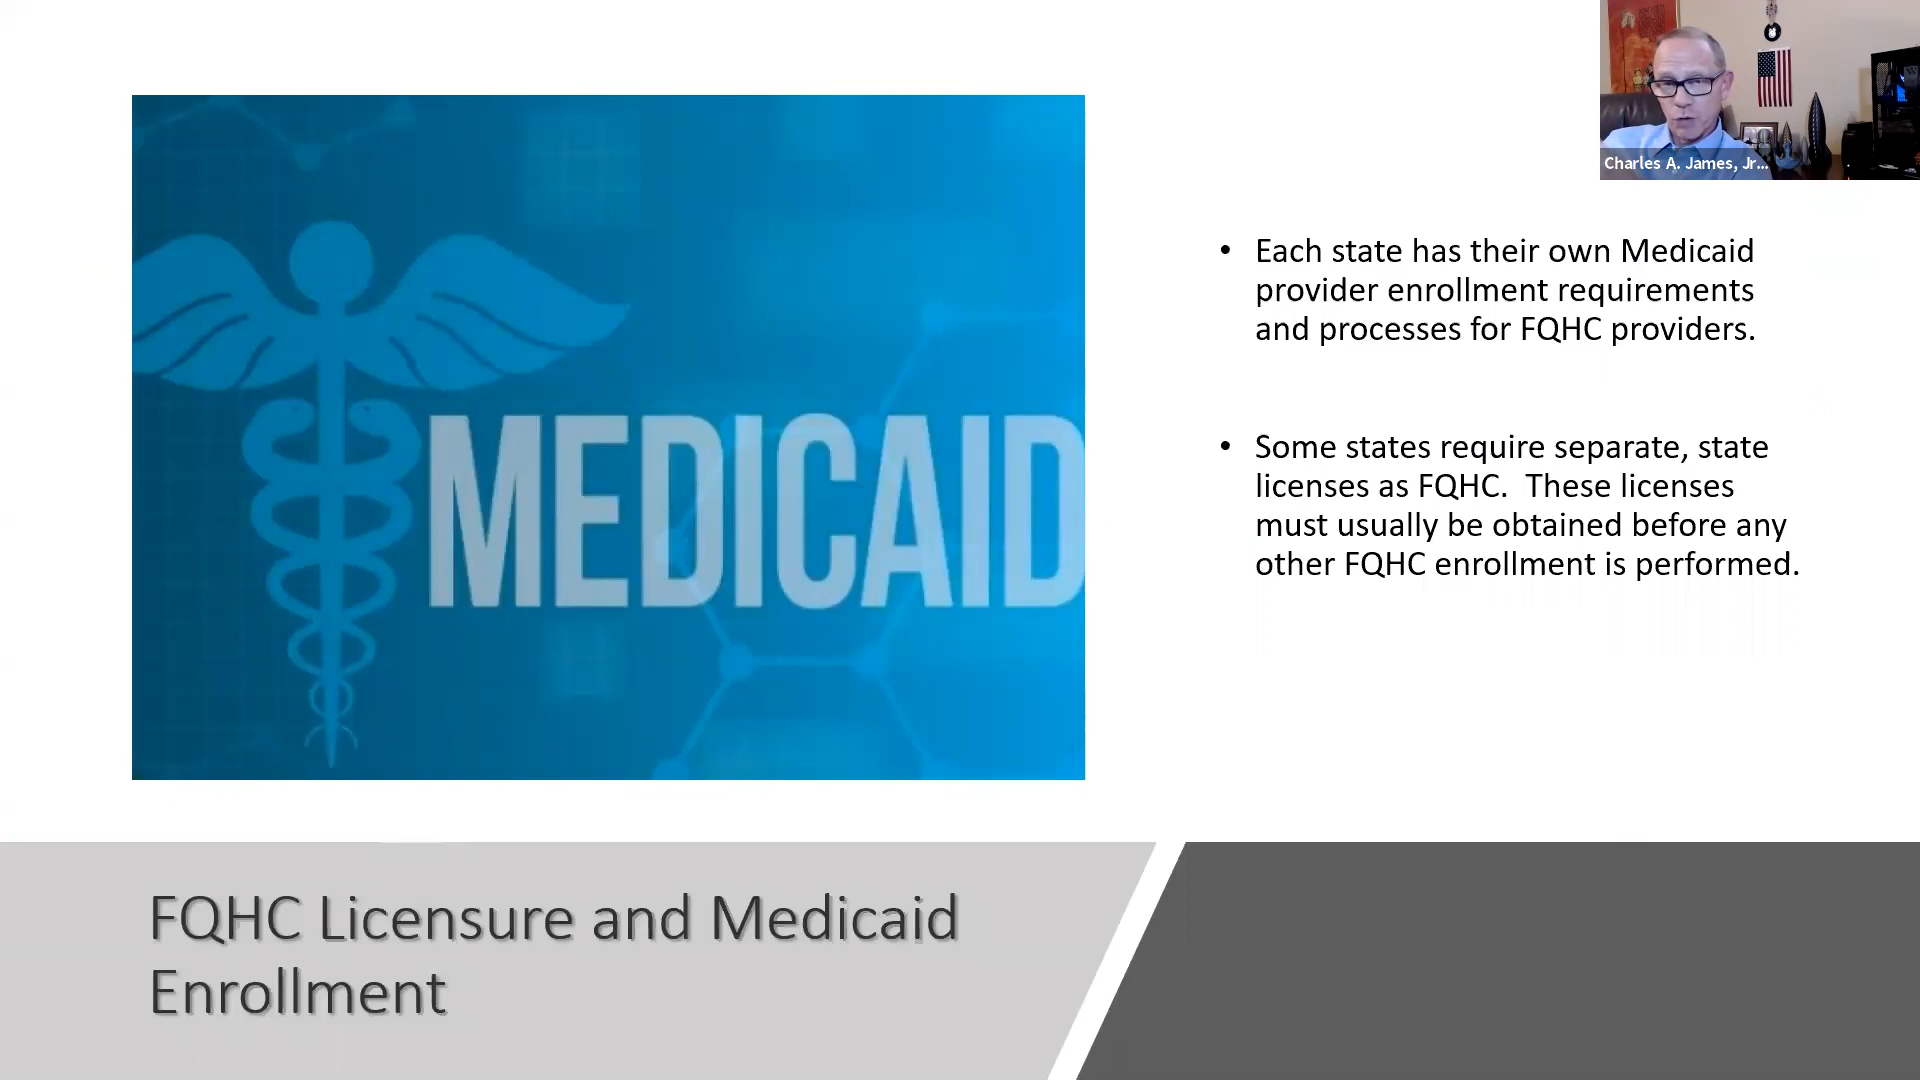 Charles A. James, Jr...
MEDICAID
• Each state has their own Medicaid
provider enrollment requirements
and processes for FQHC providers.
• Some states require separate, state
licenses as FQHC.  These licenses
must usually be obtained before any
other FQHC enrollment is performed.
FQHC Licensure and Medicaid
Enrollment